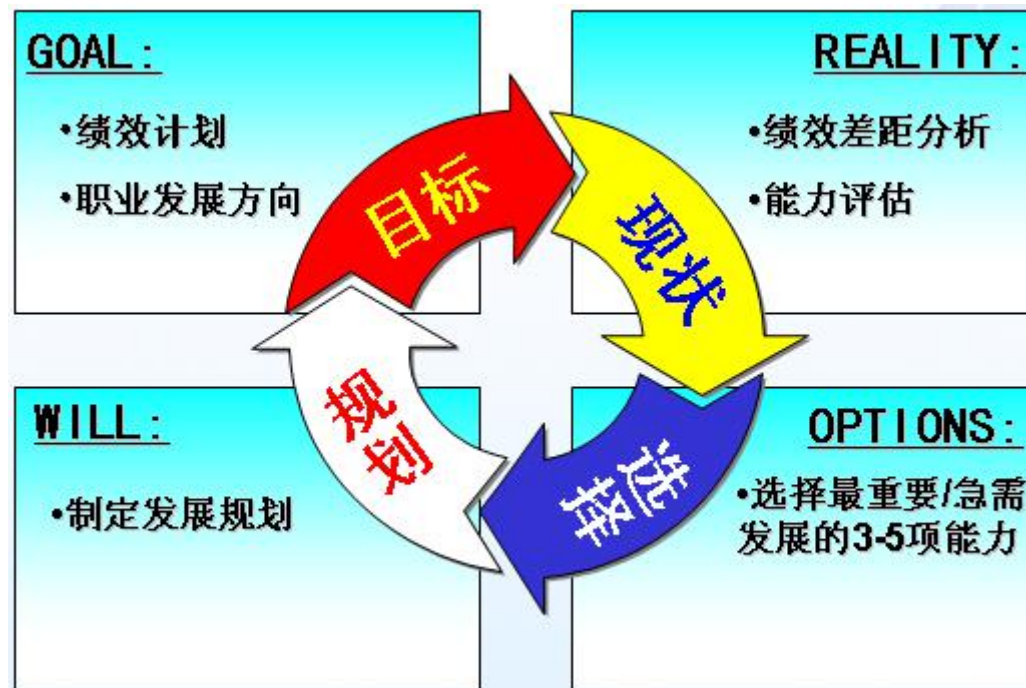 GOAL:
•绩效计划
•职业发展方向
REALITY:
•绩效差距分析
•能力评估
目标
现状
选择
规划
WILL:
•制定发展规划
OPTIONS:
•选择最重要/急需
发展的3-5项能力